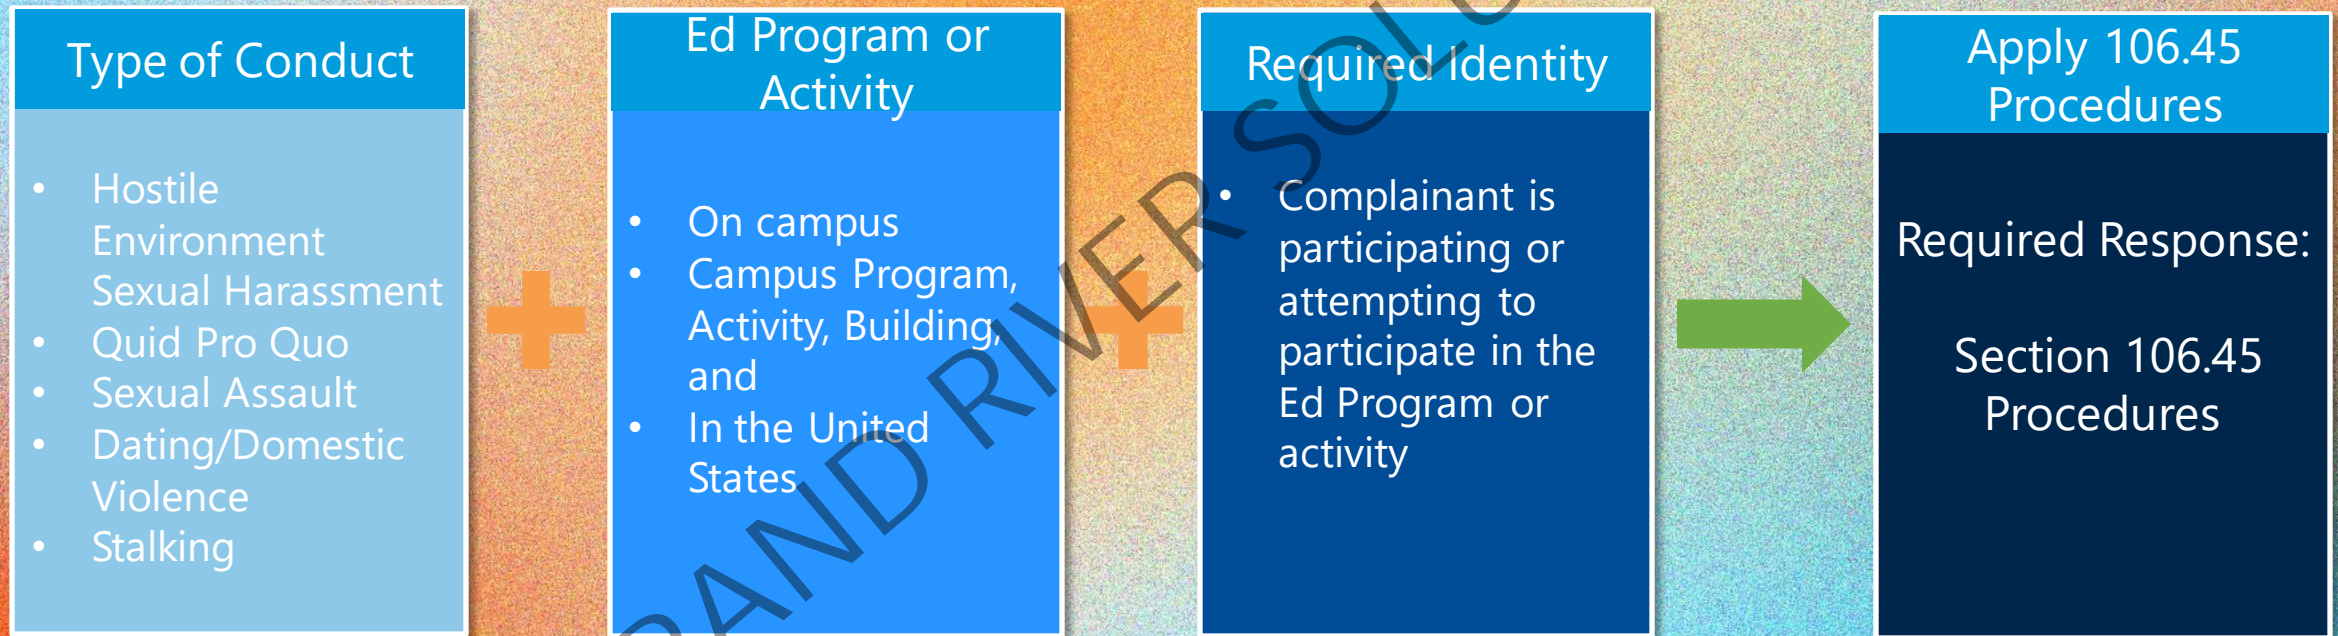 Type of Conduct
• Hostile
Environment
Sexual Harassment
• Quid Pro Quo
• Sexual Assault
• Dating/Domestic
Violence
• Stalking
Ed Program or
Activity
• On campus
• Campus Program,
Activity, Building,
and
• In the United
States
Required Identity
• Complainant is
participating or
attempting to
participate in the
Ed Program or
activity
Apply 106.45
Procedures
Required Response:
Section 106.45
Procedures
RAND RIVER SOLU